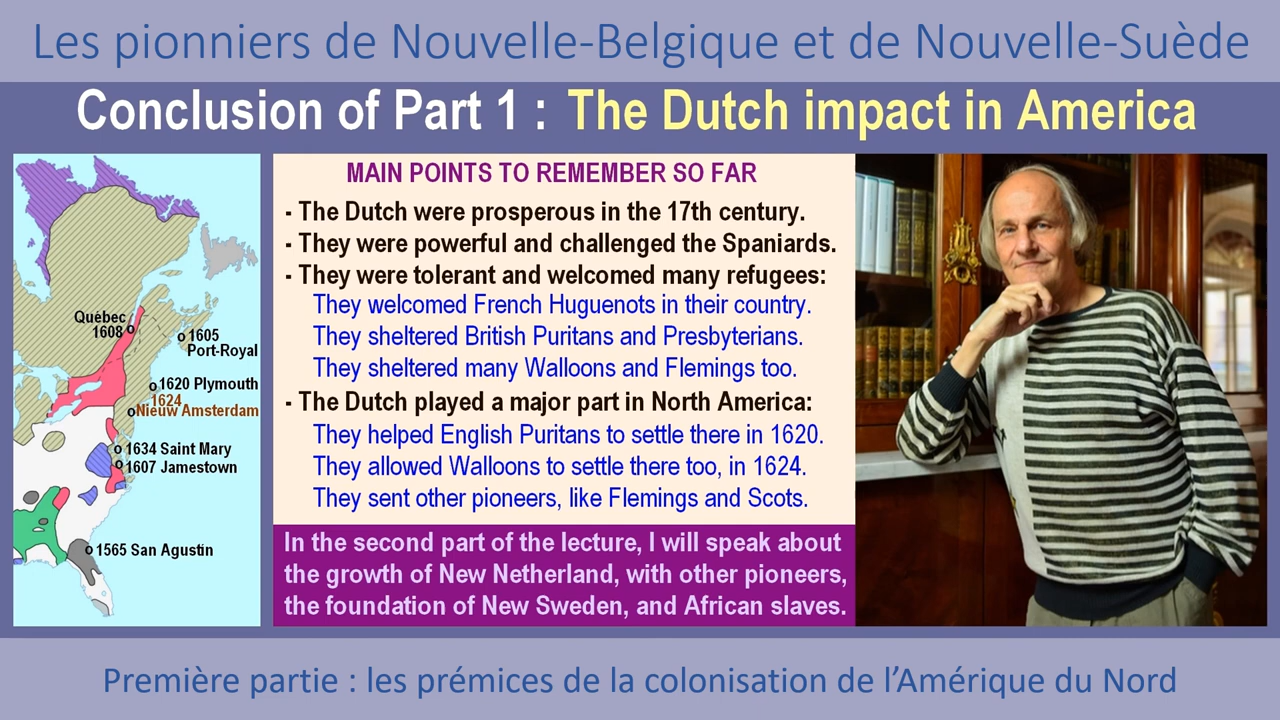 Les pionniers de Nouvelle-Belgique et de Nouvelle-Suède
Conclusion of Part 1 : The Dutch impact in America
Québec
1608
1605
Port-Royal
1620 Plymouth
1624
Nieuw Amsterdam
1634 Saint Mary
1607 Jamestown
1565 San Agustin
MAIN POINTS TO REMEMBER SO FAR
- The Dutch were prosperous in the 17th century.
- They were powerful and challenged the Spaniards.
- They were tolerant and welcomed many refugees:
They welcomed French Huguenots in their country.
They sheltered British Puritans and Presbyterians.
They sheltered many Walloons and Flemings too.
- The Dutch played a major part in North America:
They helped English Puritans to settle there in 1620.
They allowed Walloons to settle there too, in 1624.
They sent other pioneers, like Flemings and Scots.
In the second part of the lecture, I will speak about
the growth of New Netherland, with other pioneers,
the foundation of New Sweden, and African slaves.
Première partie : les prémices de la colonisation de l’Amérique du Nord